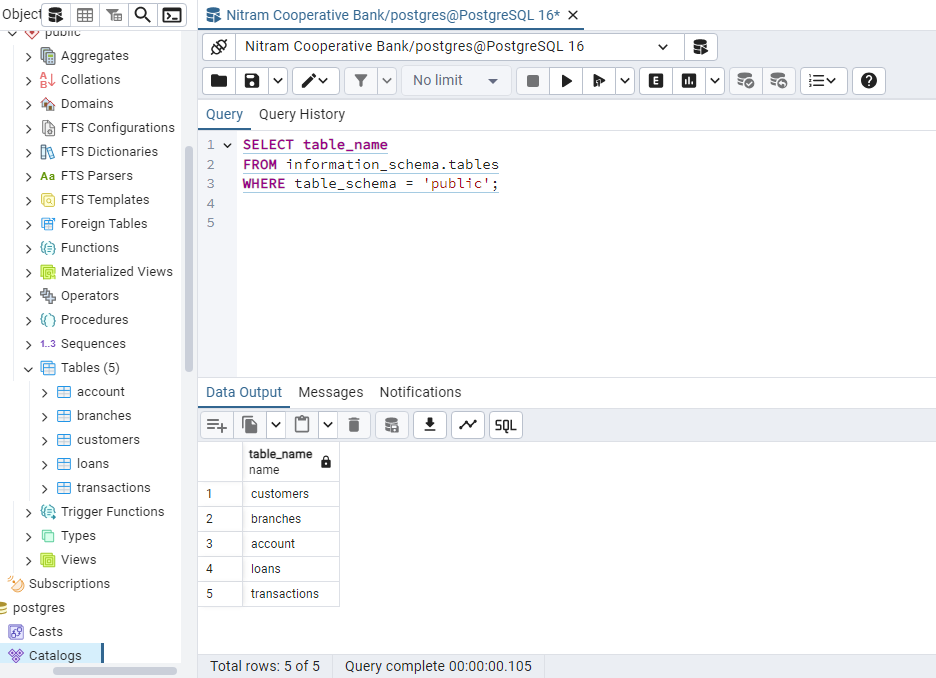 Object
Nitram Cooperative Bank/postgres@PostgreSQL 16*
public
Aggregates
Collations
Domains
FTS Configurations
FTS Dictionaries
Aa FTS Parsers
FTS Templates
Foreign Tables
Functions
Materialized Views
Operators
Procedures
1..3 Sequences
Tables (5)
account
branches
customers
loans
transactions
Trigger Functions
Types
Views
Subscriptions
postgres
Casts
Catalogs
Nitram Cooperative Bank/postgres@PostgreSQL 16
No limit
E
Query Query History
1 SELECT table_name
2 FROM information_schema.tables
3 WHERE table_schema = 'public';
4
5
Data Output Messages Notifications
SQL
table_name
name
1 customers
2 branches
3 account
4 loans
5 transactions
Total rows: 5 of 5 Query complete 00:00:00.105